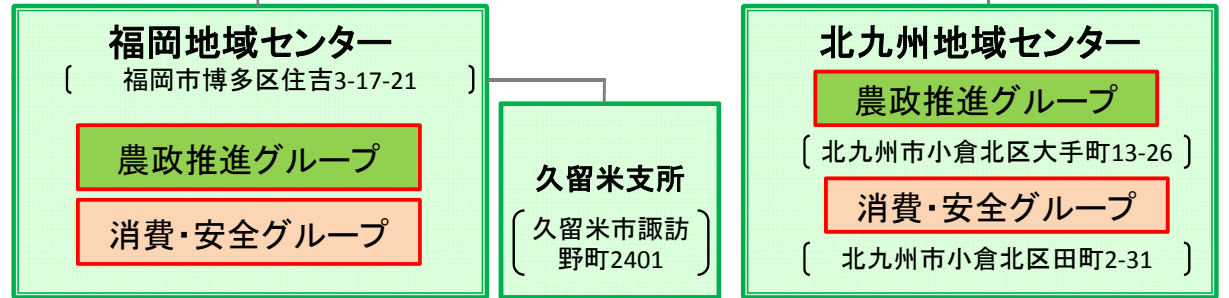 福岡地域センター
〔 福岡市博多区住吉3-17-21 〕
農政推進グループ
消費・安全グループ
久留米支所
〔久留米市諏訪
野町2401〕
北九州地域センター
農政推進グループ
〔 北九州市小倉北区大手町13-26 〕
消費・安全グループ
〔 北九州市小倉北区田町2-31 〕